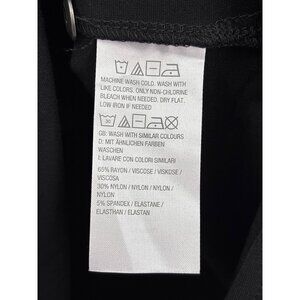 MACHINE WASH COLD. WASH WITH
LIKE COLORS. ONLY NON-CHLORINE
BLEACH WHEN NEEDED. DRY FLAT.
LOW IRON IF NEEDED.
30
GB: WASH WITH SIMILAR COLOURS
D: MIT ÄHNLICHEN FARBEN
WASCHEN
I: LAVARE CON COLORI SIMILARI
65% RAYON / VISCOSE / VISKOSE /
VISCOSA
30% NYLON / NYLON / NYLON /
NYLON
5% SPANDEX / ELASTANE /
ELASTHAN / ELASTAN